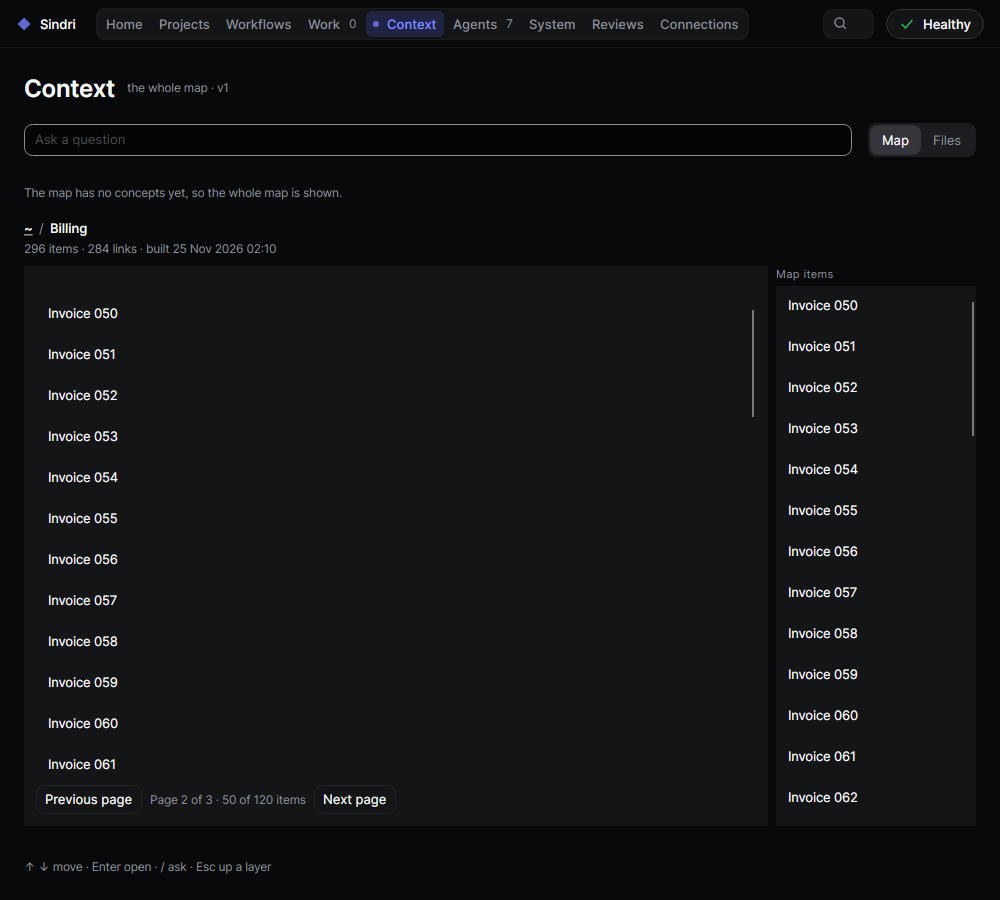 Sindri
Home Projects Workflows Work 0 Context Agents 7 System Reviews Connections
Healthy
Context the whole map · v1
Ask a question
Map Files
The map has no concepts yet, so the whole map is shown.
~ / Billing
296 items · 284 links · built 25 Nov 2026 02:10
Invoice 050
Invoice 051
Invoice 052
Invoice 053
Invoice 054
Invoice 055
Invoice 056
Invoice 057
Invoice 058
Invoice 059
Invoice 060
Invoice 061
Previous page Page 2 of 3 · 50 of 120 items Next page
Map items
Invoice 050
Invoice 051
Invoice 052
Invoice 053
Invoice 054
Invoice 055
Invoice 056
Invoice 057
Invoice 058
Invoice 059
Invoice 060
Invoice 061
Invoice 062
↑ ↓ move · Enter open · / ask · Esc up a layer